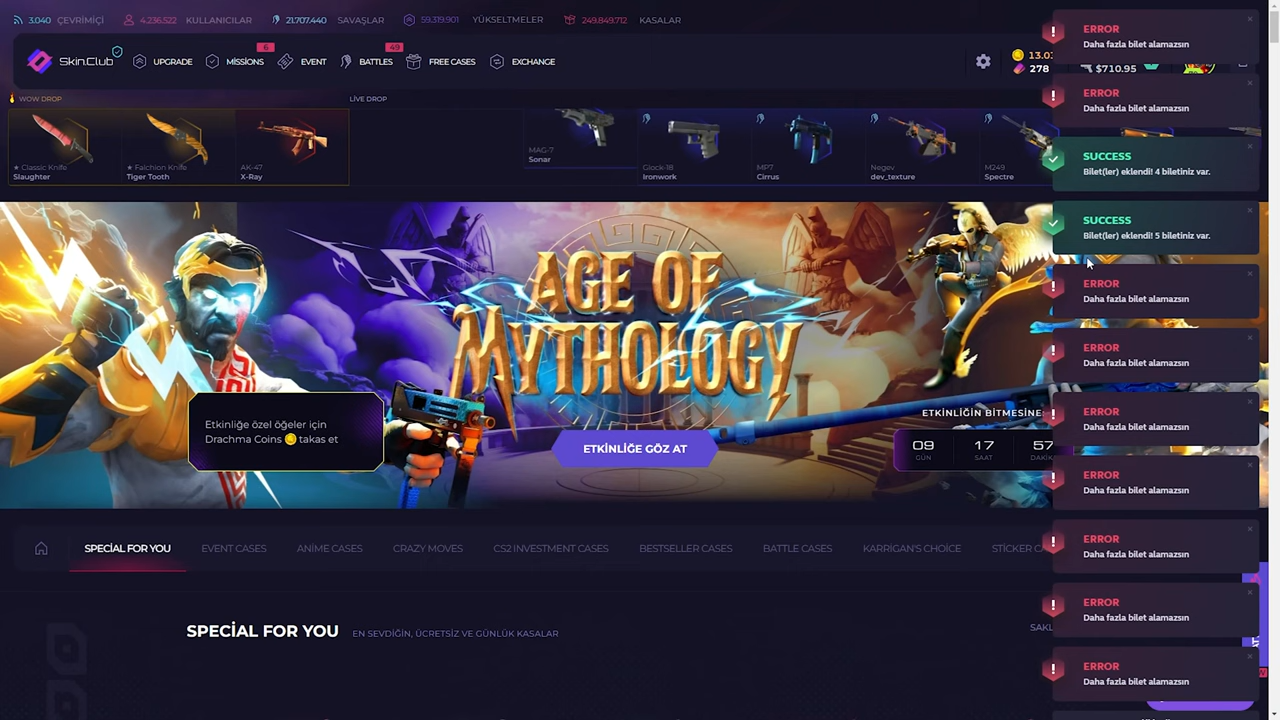 3.040 ÇEVRİMİÇİ
4.236.522 KULLANICILAR
21.707.440 SAVAŞLAR
59.319.901 YÜKSELTMELER
249.849.712 KASALAR
Skin.Club
UPGRADE
6
MISSIONS
EVENT
49
BATTLES
FREE CASES
EXCHANGE
278
$710.95
WOW DROP
LİVE DROP
★ Classic Knife
Slaughter
★ Falchion Knife
Tiger Tooth
AK-47
X-Ray
MAG-7
Sonar
Glock-18
Ironwork
MP7
Cirrus
Negev
dev_texture
M249
Spectre
AGE OF
MYTHOLOGY
Etkinliğe özel öğeler için
Drachma Coins takas et
ETKİNLİĞE GÖZ AT
ETKİNLİĞİN BİTMESİNE:
09
GÜN
17
SAAT
57
SPECİAL FOR YOU
EVENT CASES
ANİME CASES
CRAZY MOVES
CS2 INVESTMENT CASES
BESTSELLER CASES
BATTLE CASES
KARRİGAN'S CHOİCE
STİCKER
SPECİAL FOR YOU
EN SEVDİĞİN, ÜCRETSİZ VE GÜNLÜK KASALAR
ERROR
Daha fazla bilet alamazsın
ERROR
Daha fazla bilet alamazsın
SUCCESS
Bilet(ler) eklendi! 4 biletiniz var.
SUCCESS
Bilet(ler) eklendi! 5 biletiniz var.
ERROR
Daha fazla bilet alamazsın
ERROR
Daha fazla bilet alamazsın
ERROR
Daha fazla bilet alamazsın
ERROR
Daha fazla bilet alamazsın
ERROR
Daha fazla bilet alamazsın
ERROR
Daha fazla bilet alamazsın
ERROR
Daha fazla bilet alamazsın